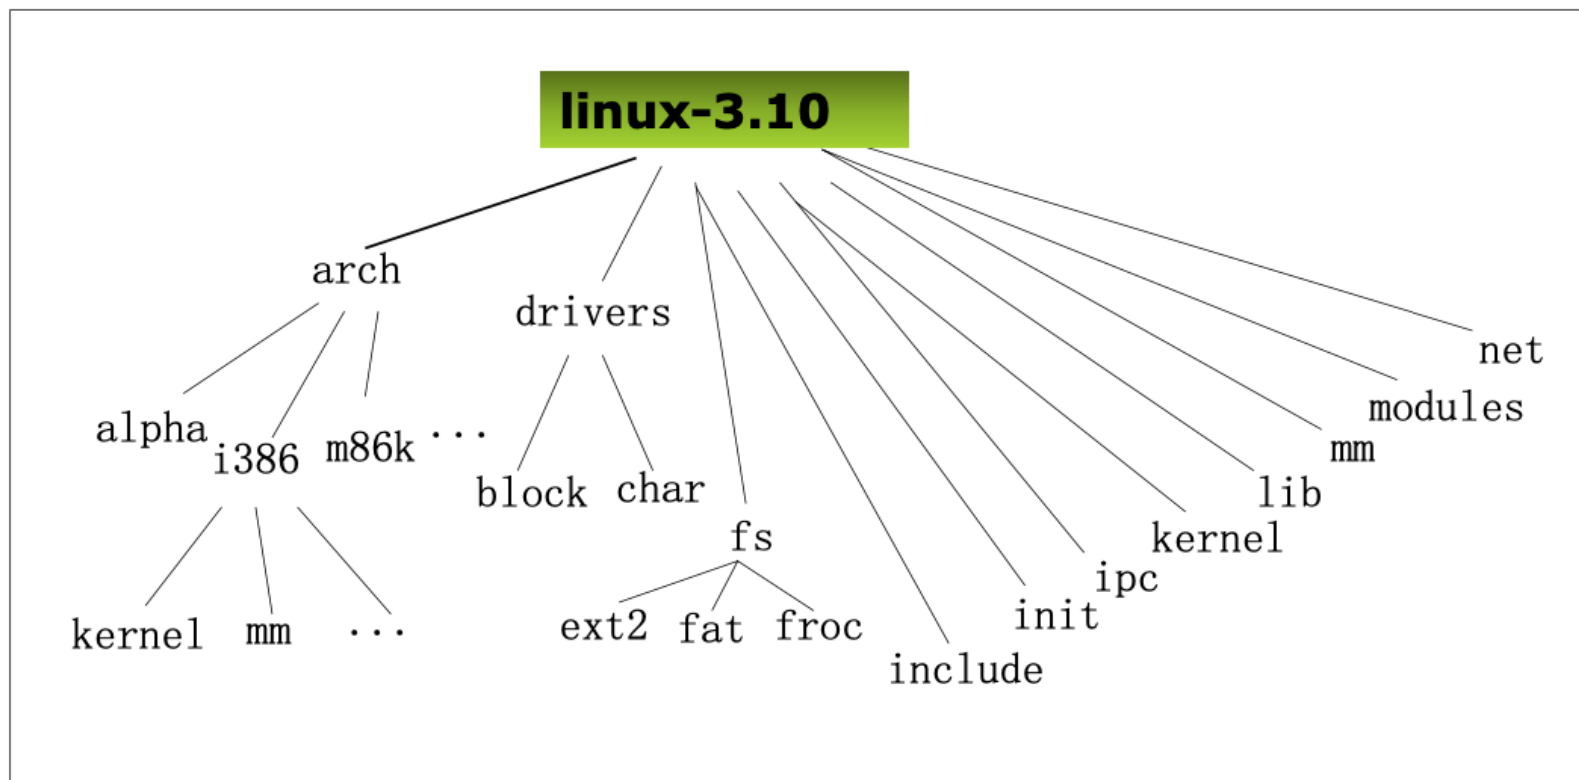 linux-3.10
arch
drivers
net
modules
alpha
i386
m86k
...
mm
block
char
lib
fs
kernel
ipc
ext2
fat
froc
init
kernel
mm
...
include